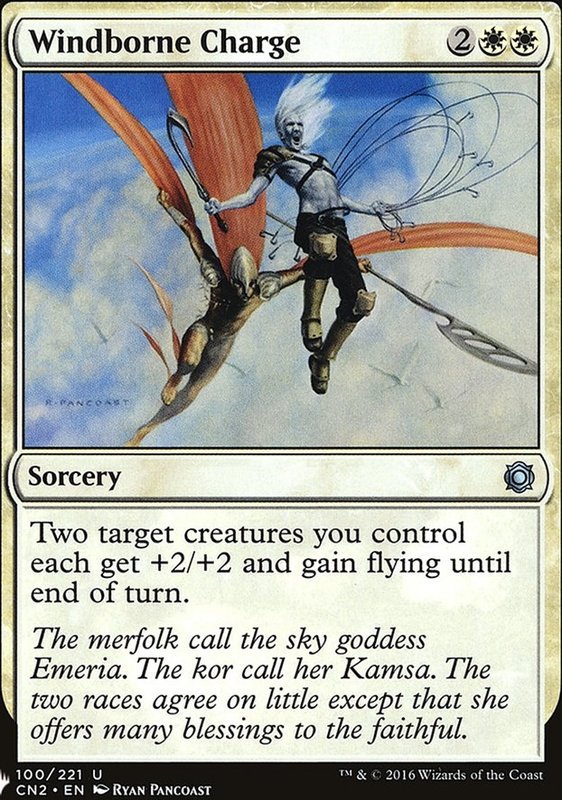 Windborne Charge 2
R. PANCOAST
Sorcery
Two target creatures you control
each get +2/+2 and gain flying until
end of turn.
The merfolk call the sky goddess
Emeria. The kor call her Kamsa. The
two races agree on little except that she
offers many blessings to the faithful.
100/221 U
CN2 • EN Ryan Pancoast
™ & © 2016 Wizards of the Coast